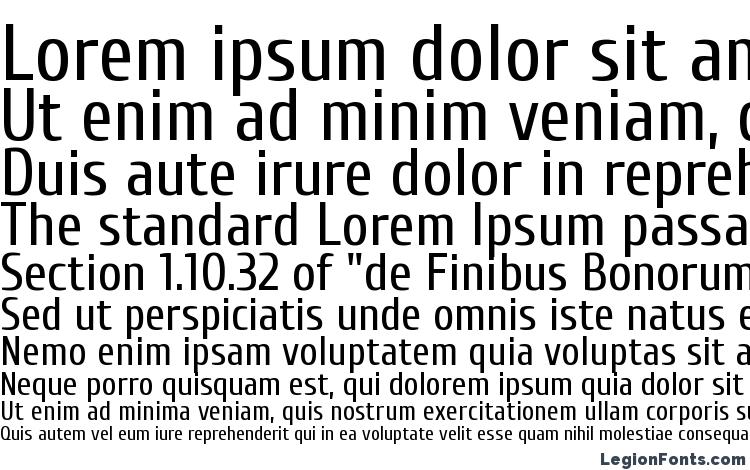 Lorem ipsum dolor sit am
Ut enim ad minim veniam,
Duis aute irure dolor in repreh
The standard Lorem Ipsum passa
Section 1.10.32 of "de Finibus Bonorum
Sed ut perspiciatis unde omnis iste natus e
Nemo enim ipsam voluptatem quia voluptas sit a
Neque porro quisquam est, qui dolorem ipsum quia dolor sit
Ut enim ad minima veniam, quis nostrum exercitationem ullam corporis s
Quis autem vel eum iure reprehenderit qui in ea voluptate velit esse quam nihil molestiae consequa
LegionFonts.com